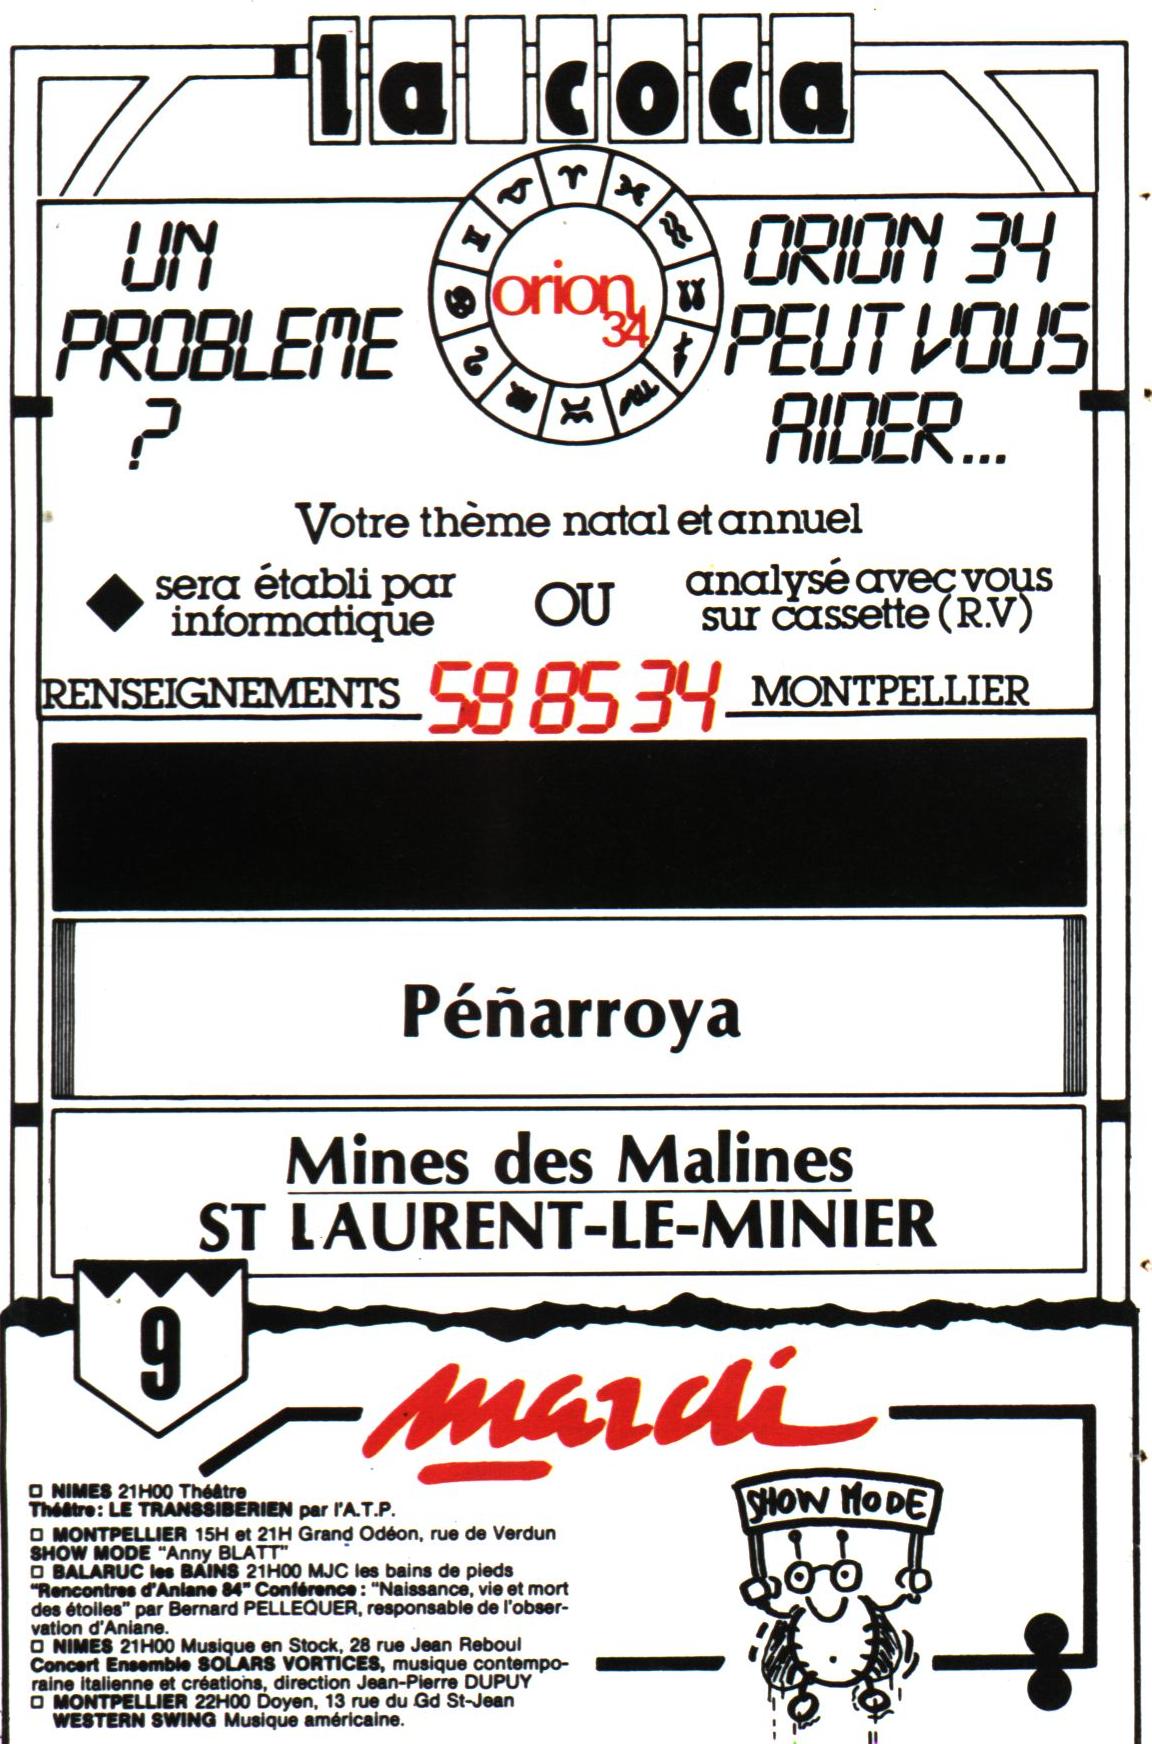 la coca
UN
PROBLEME
?
orion
34
ORION 34
PEUT VOUS
AIDER...
Votre thème natal et annuel
sera établi par
informatique
OU
analysé avec vous
sur cassette (R.V)
RENSEIGNEMENTS 58 85 34 MONTPELLIER
Péñarroya
Mines des Malines
ST LAURENT-LE-MINIER
9
mardi
□ NIMES 21H00 Théâtre
Théâtre: LE TRANSSIBERIEN par l'A.T.P.
□ MONTPELLIER 15H et 21H Grand Odéon, rue de Verdun
SHOW MODE "Anny BLATT"
□ BALARUC les BAINS 21H00 MJC les bains de pieds
"Rencontres d'Aniane 84" Conférence : "Naissance, vie et mort
des étoiles" par Bernard PELLEQUER, responsable de l'obser-
vation d'Aniane.
□ NIMES 21H00 Musique en Stock, 28 rue Jean Reboul
Concert Ensemble SOLARS VORTICES, musique contempo-
raine italienne et créations, direction Jean-Pierre DUPUY
□ MONTPELLIER 22H00 Doyen, 13 rue du Gd St-Jean
WESTERN SWING Musique américaine.
SHOW MODE